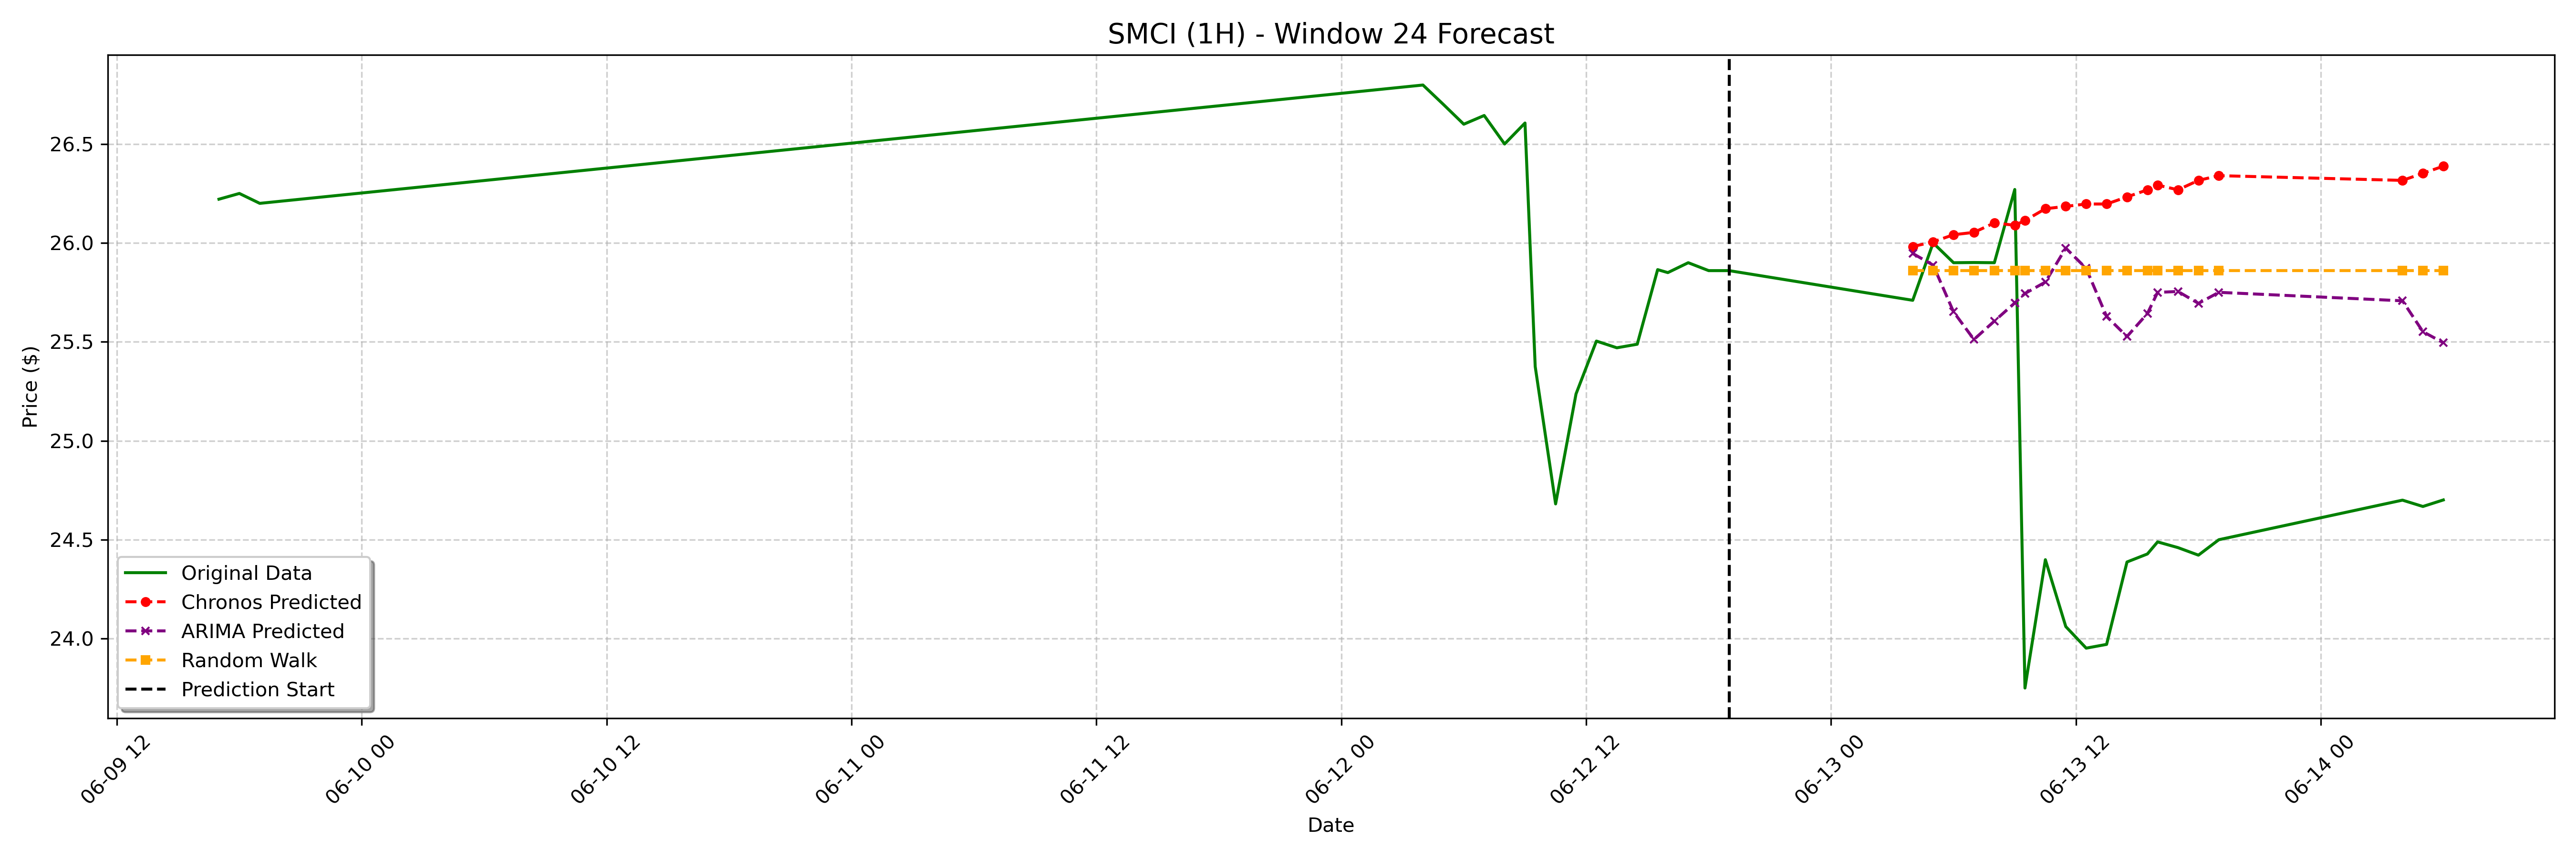 SMCI (1H) - Window 24 Forecast
Price ($)
26.5
26.0
25.5
25.0
24.5
24.0
Original Data
Chronos Predicted
ARIMA Predicted
Random Walk
Prediction Start
06-09 12
06-10 00
06-10 12
06-11 00
06-11 12
06-12 00
06-12 12
06-13 00
06-13 12
06-14 00
Date